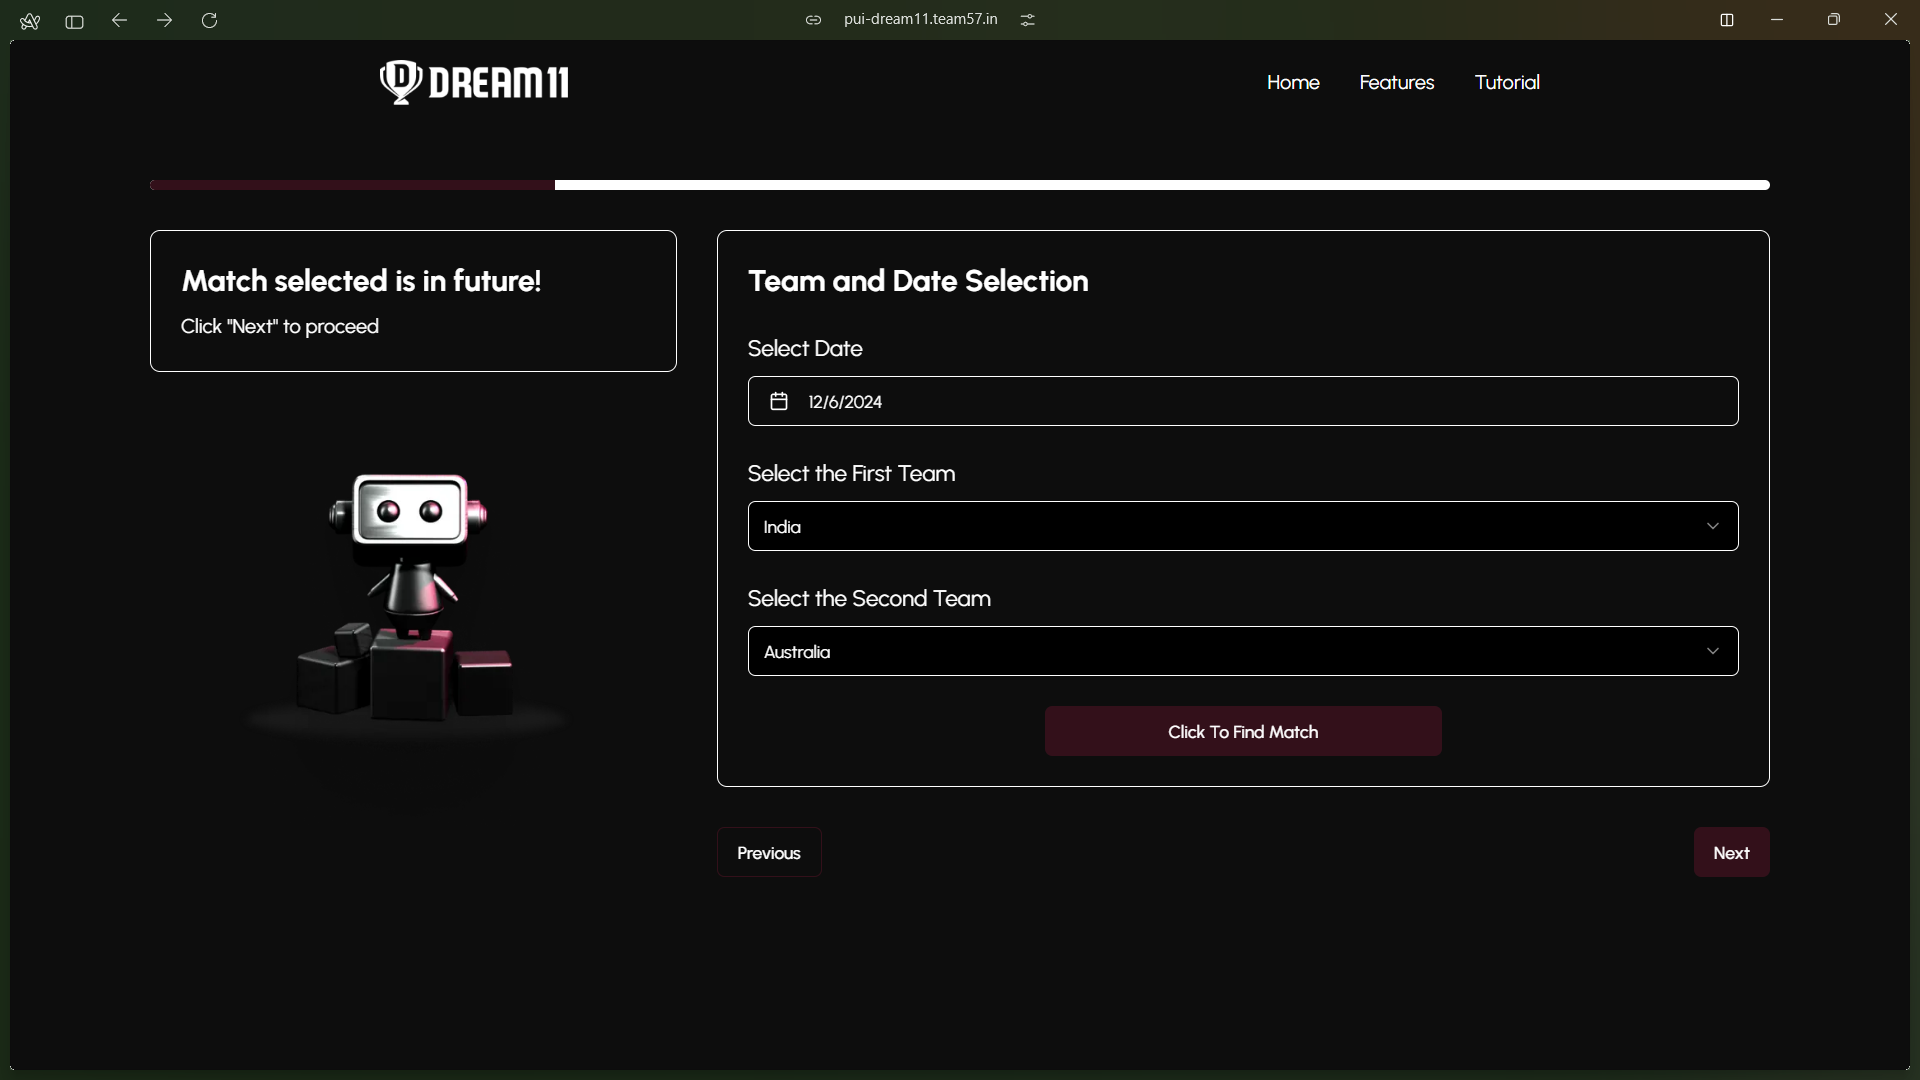 pui-dream11.team57.in
DREAM11
Home
Features
Tutorial
Match selected is in future!
Click "Next" to proceed
Team and Date Selection
Select Date
12/6/2024
Select the First Team
India
Select the Second Team
Australia
Click To Find Match
Previous
Next